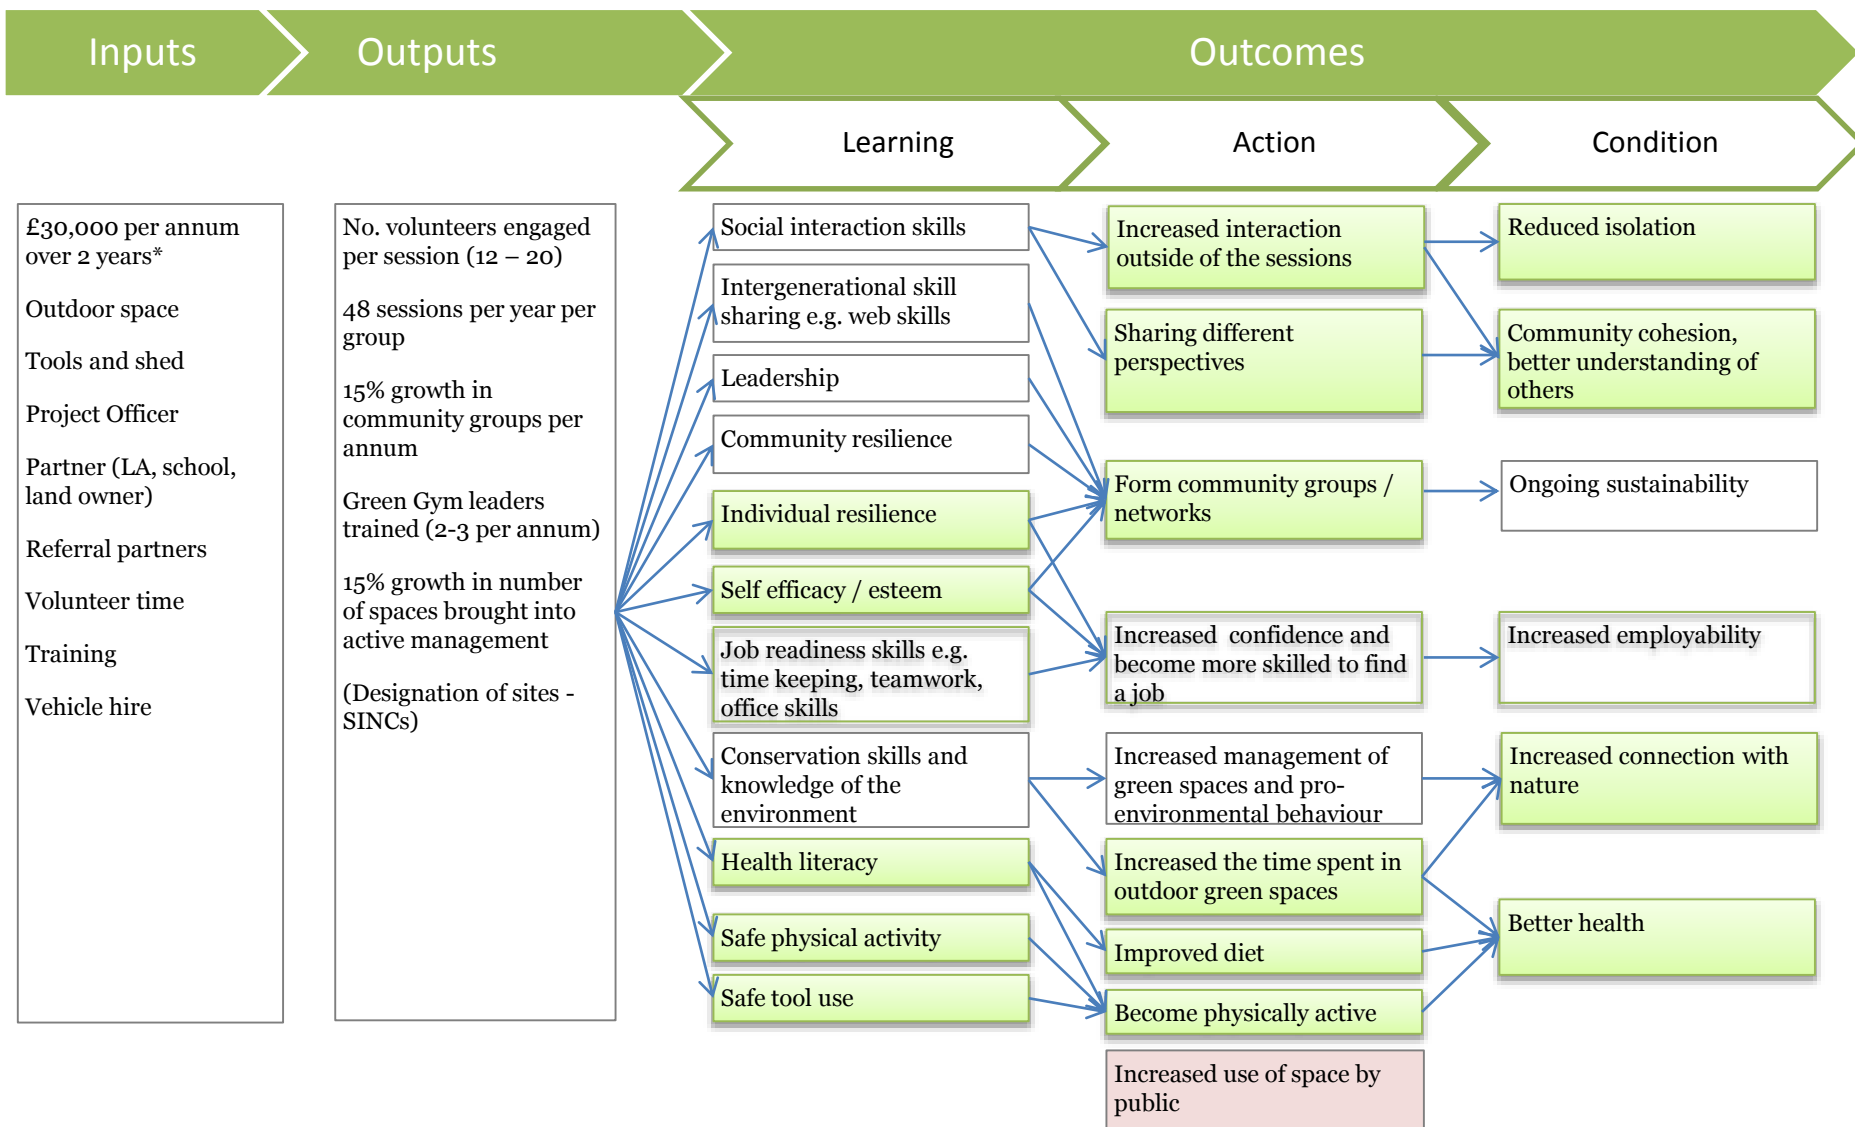 Inputs
Outputs
Outcomes
Learning
Action
Condition
£30,000 per annum
over 2 years*
Outdoor space
Tools and shed
Project Officer
Partner (LA, school,
land owner)
Referral partners
Volunteer time
Training
Vehicle hire
No. volunteers engaged
per session (12 – 20)
48 sessions per year per
group
15% growth in
community groups per
annum
Green Gym leaders
trained (2-3 per annum)
15% growth in number
of spaces brought into
active management
(Designation of sites -
SINCs)
Social interaction skills
Intergenerational skill
sharing e.g. web skills
Leadership
Community resilience
Individual resilience
Self efficacy / esteem
Job readiness skills e.g.
time keeping, teamwork,
office skills
Conservation skills and
knowledge of the
environment
Health literacy
Safe physical activity
Safe tool use
Increased interaction
outside of the sessions
Sharing different
perspectives
Form community groups /
networks
Increased  confidence and
become more skilled to find
a job
Increased management of
green spaces and pro-
environmental behaviour
Increased the time spent in
outdoor green spaces
Improved diet
Become physically active
Increased use of space by
public
Reduced isolation
Community cohesion,
better understanding of
others
Ongoing sustainability
Increased employability
Increased connection with
nature
Better health